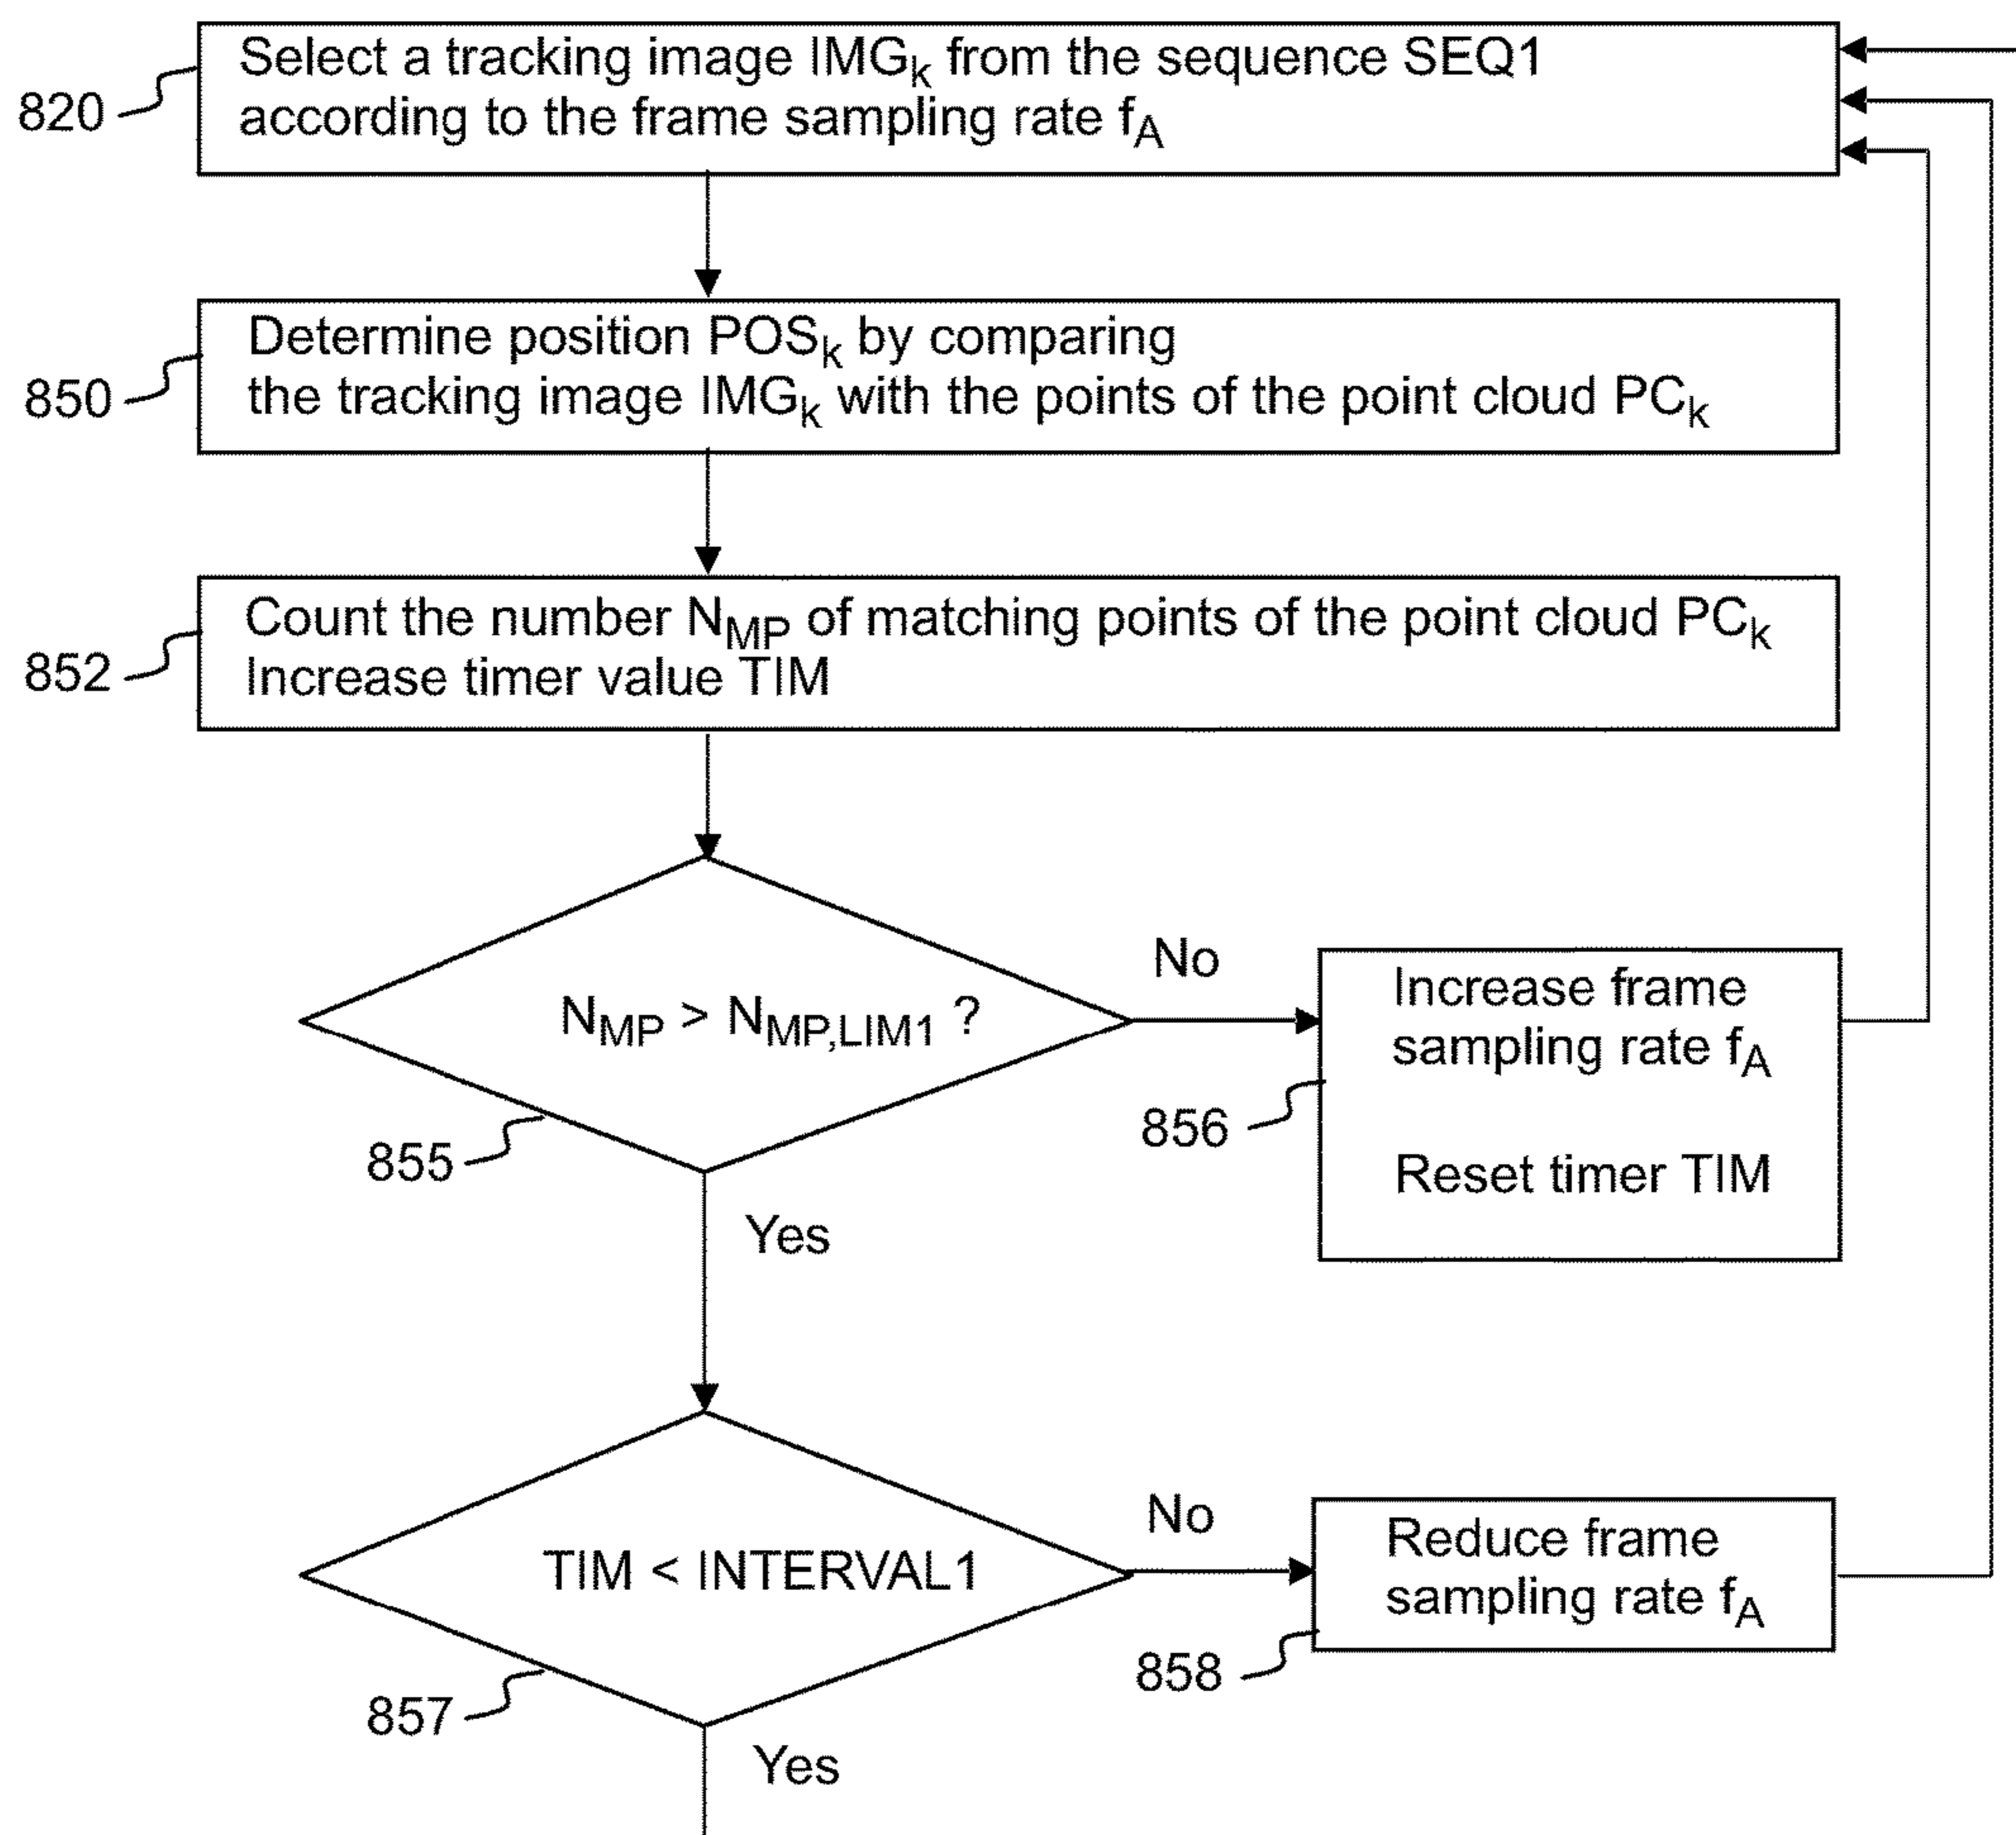 Select a tracking image IMGk from the sequence SEQ1
according to the frame sampling rate fA
820
Determine position POSk by comparing
the tracking image IMGk with the points of the point cloud PCk
850
Count the number NMP of matching points of the point cloud PCk
Increase timer value TIM
852
NMP > NMP,LIM1 ?
No
855
Yes
Increase frame
sampling rate fA
856
Reset timer TIM
TIM < INTERVAL1
No
857
Yes
Reduce frame
sampling rate fA
858